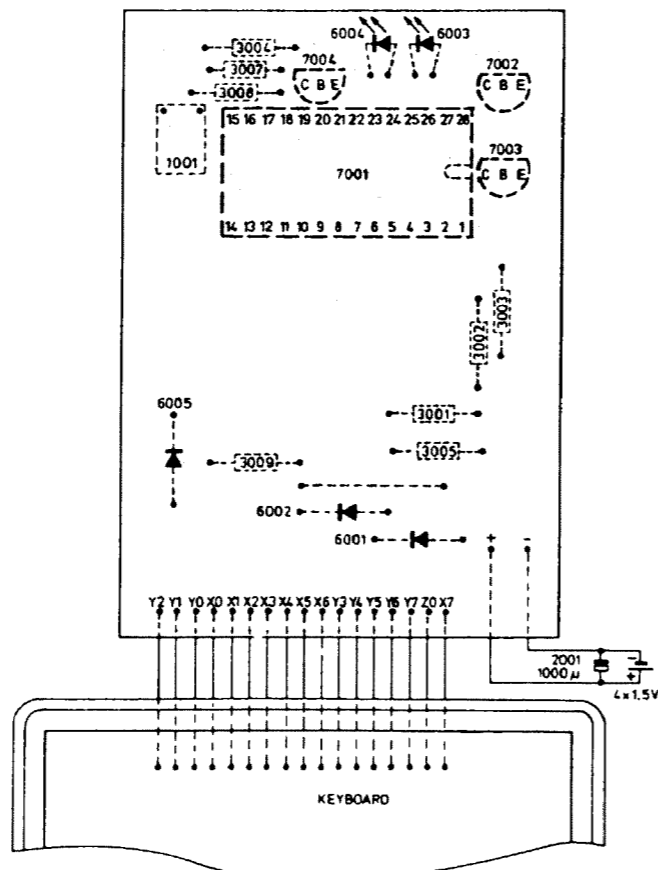 6004
6003
3004
3007
3008
7004
C B E
7002
C B E
15 16 17 18 19 20 21 22 23 24 25 26 27 28
1001
7001
7003
C B E
14 13 12 11 10 9 8 7 6 5 4 3 2 1
3003
3002
6005
3001
3009
3005
6002
6001
+ -
Y2 Y1 Y0 X0 X1 X2 X3 X4 X5 X6 Y3 Y4 Y5 Y6 Y7 Z0 X7
2001
1000 µ
-
+
4 x 1.5V
KEYBOARD